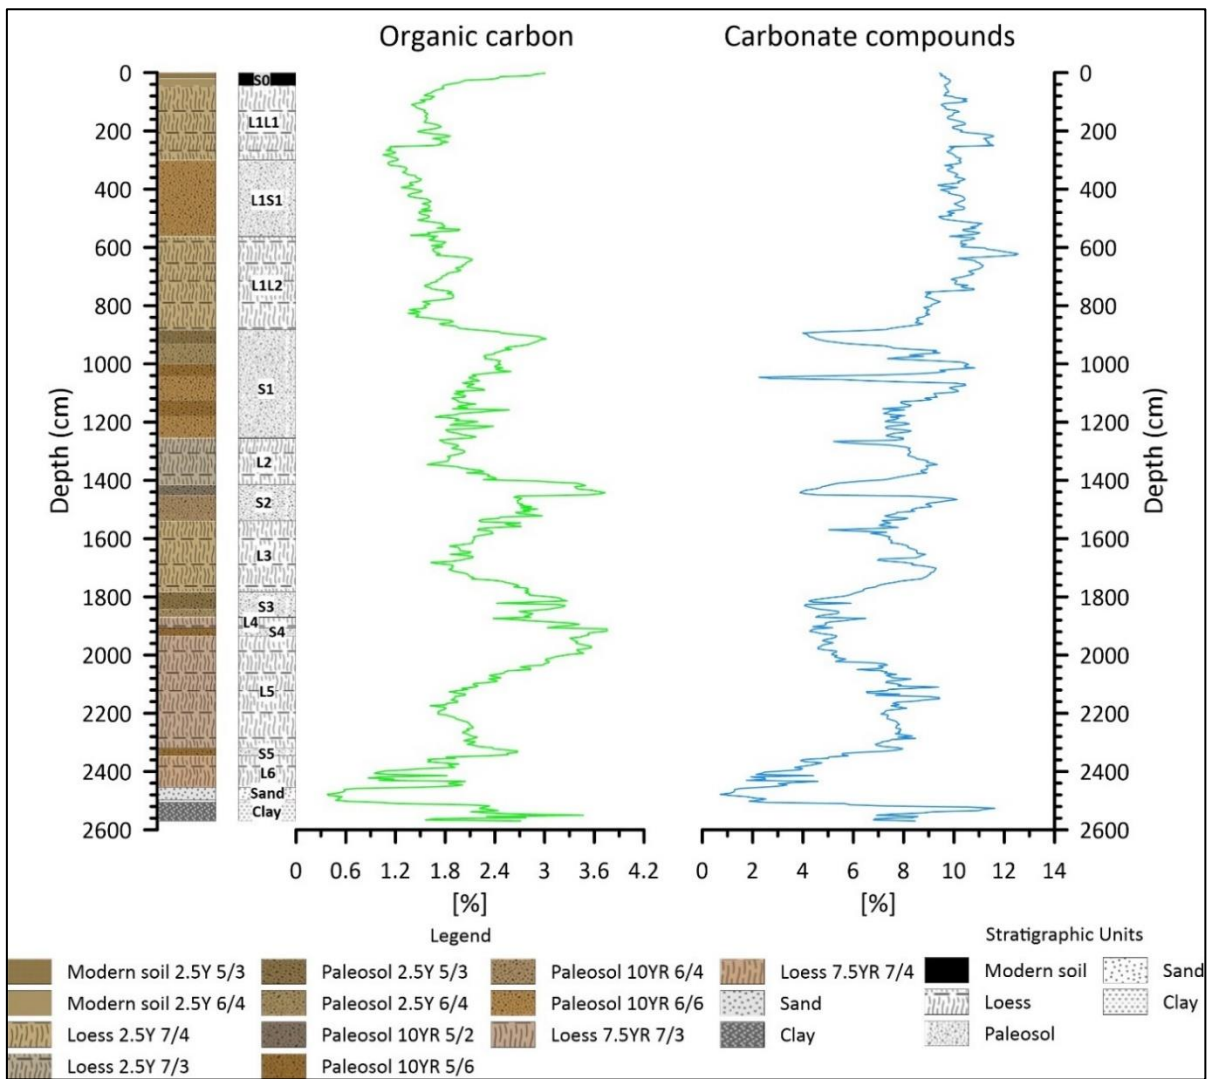 Organic carbon
Carbonate compounds
Depth (cm)
0
200
400
600
800
1000
1200
1400
1600
1800
2000
2200
2400
2600
S0
L1L1
L1S1
L1L2
S1
L2
S2
L3
S3
L4
S4
L5
S5
L6
Sand
Clay
0 0.6 1.2 1.8 2.4 3 3.6 4.2
[%]
0 2 4 6 8 10 12 14
[%]
0
200
400
600
800
1000
1200
1400
1600
1800
2000
2200
2400
2600
Depth (cm)
Legend
Modern soil 2.5Y 5/3
Modern soil 2.5Y 6/4
Loess 2.5Y 7/4
Loess 2.5Y 7/3
Paleosol 2.5Y 5/3
Paleosol 2.5Y 6/4
Paleosol 10YR 5/2
Paleosol 10YR 5/6
Paleosol 10YR 6/4
Paleosol 10YR 6/6
Loess 7.5YR 7/3
Loess 7.5YR 7/4
Sand
Clay
Stratigraphic Units
Modern soil
Loess
Paleosol
Sand
Clay